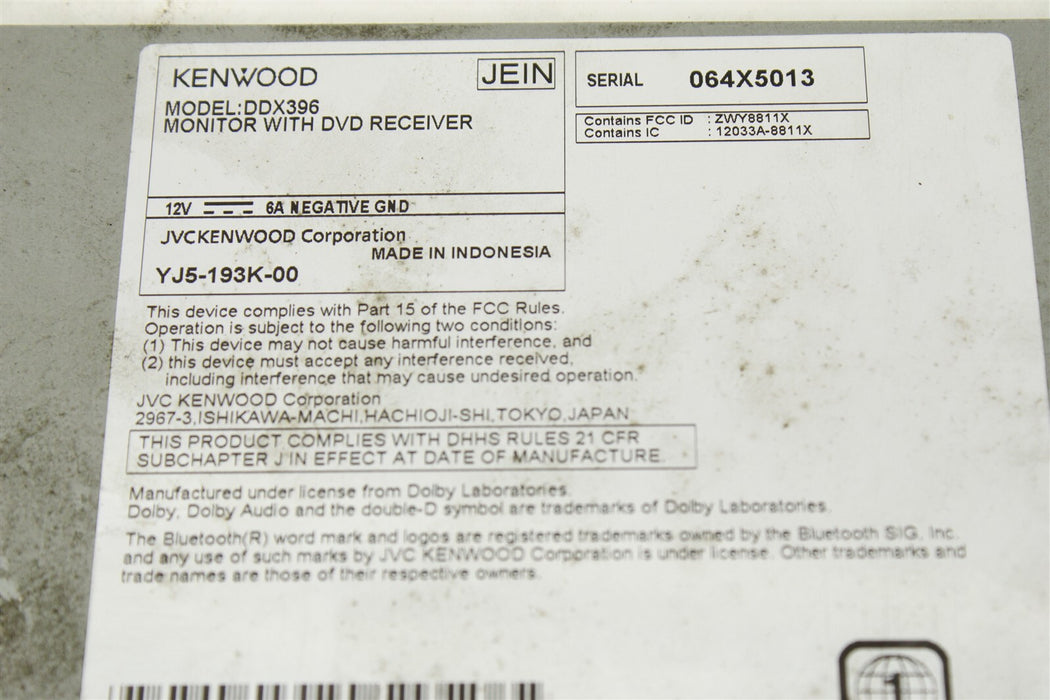 KENWOOD
JEIN
MODEL:DDX396
MONITOR WITH DVD RECEIVER
12V 6A NEGATIVE GND
JVCKENWOOD Corporation
MADE IN INDONESIA
YJ5-193K-00
SERIAL 064X5013
Contains FCC ID : ZWY8811X
Contains IC : 12033A-8811X
This device complies with Part 15 of the FCC Rules.
Operation is subject to the following two conditions:
(1) This device may not cause harmful interference, and
(2) this device must accept any interference received,
including interference that may cause undesired operation.
JVC KENWOOD Corporation
2967-3,ISHIKAWA-MACHI,HACHIOJI-SHI,TOKYO,JAPAN
THIS PRODUCT COMPLIES WITH DHHS RULES 21 CFR
SUBCHAPTER J IN EFFECT AT DATE OF MANUFACTURE.
Manufactured under license from Dolby Laboratories.
Dolby, Dolby Audio and the double-D symbol are trademarks of Dolby Laboratories.
The Bluetooth(R) word mark and logos are registered trademarks owned by the Bluetooth SIG, Inc.
and any use of such marks by JVC KENWOOD Corporation is under license. Other trademarks and
trade names are those of their respective owners.
1